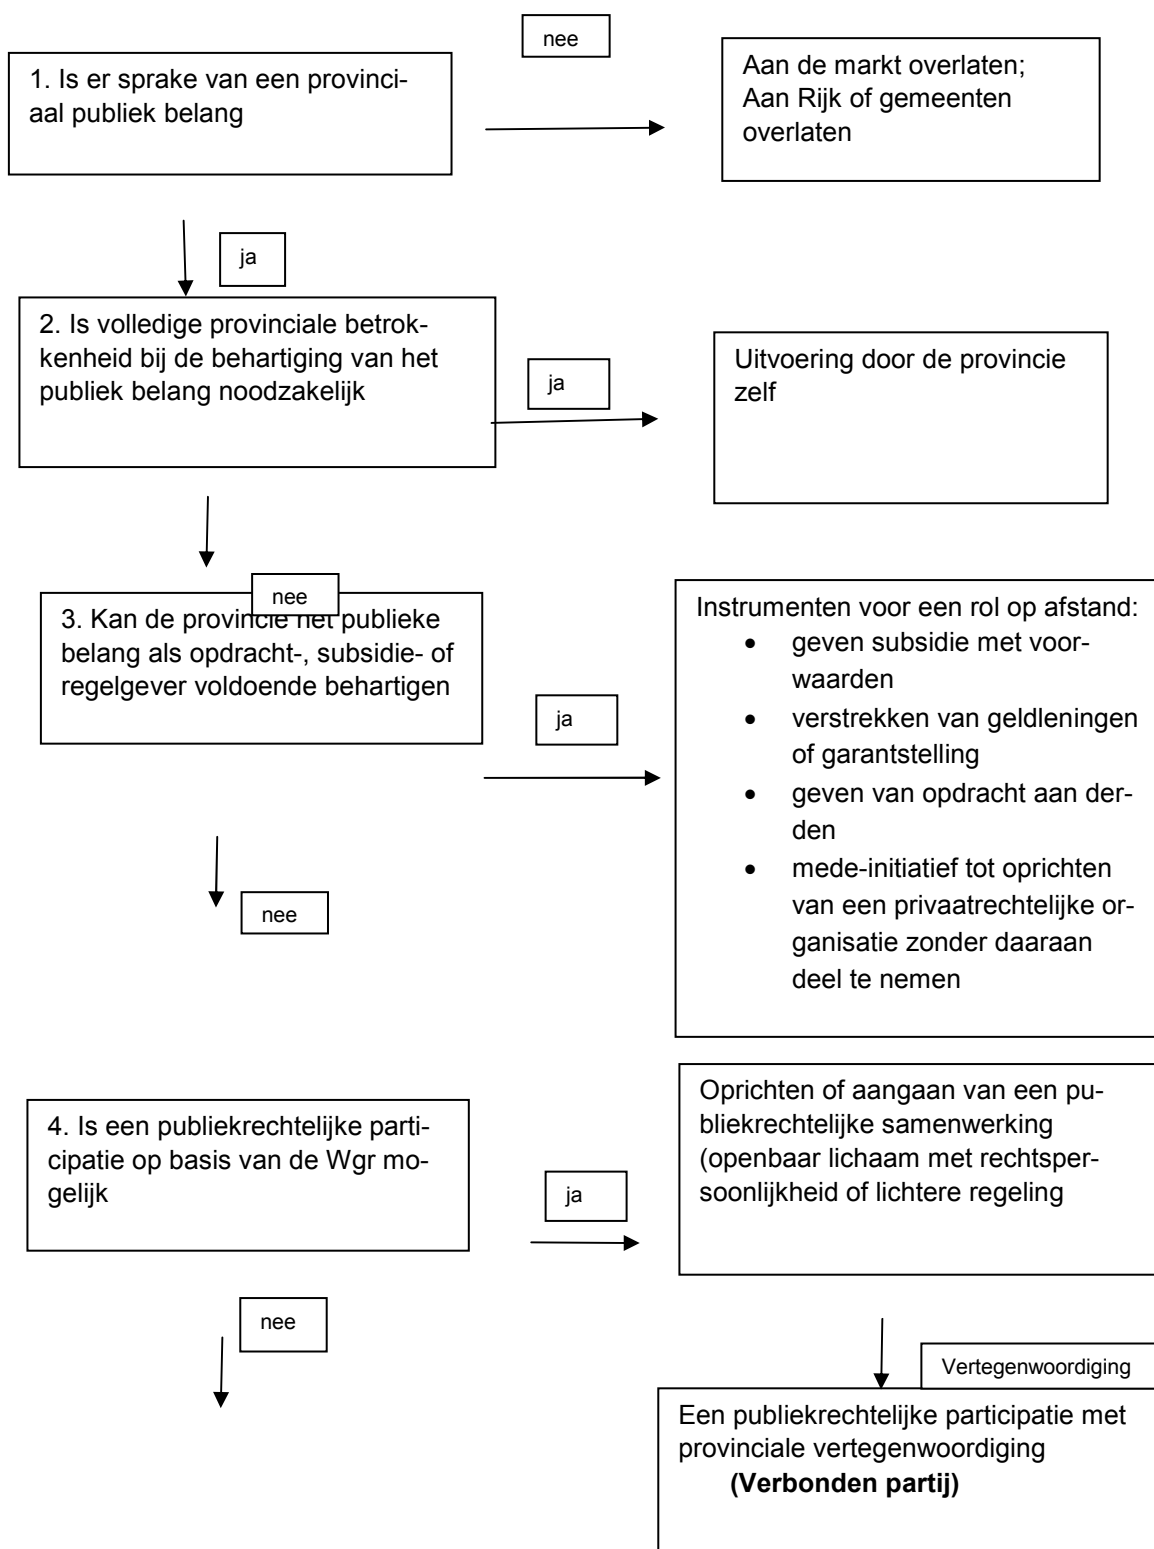 nee
1. Is er sprake van een provinci-
aal publiek belang
Aan de markt overlaten;
Aan Rijk of gemeenten
overlaten
ja
2. Is volledige provinciale betrok-
kenheid bij de behartiging van het
publiek belang noodzakelijk
ja
Uitvoering door de provincie
zelf
nee
3. Kan de provincie het publieke
belang als opdracht-, subsidie- of
regelgever voldoende behartigen
ja
Instrumenten voor een rol op afstand:
• geven subsidie met voor-
waarden
• verstrekken van geldleningen
of garantstelling
• geven van opdracht aan der-
den
• mede-initiatief tot oprichten
van een privaatrechtelijke or-
ganisatie zonder daaraan
deel te nemen
nee
4. Is een publiekrechtelijke parti-
cipatie op basis van de Wgr mo-
gelijk
ja
Oprichten of aangaan van een pu-
bliekrechtelijke samenwerking
(openbaar lichaam met rechtsper-
soonlijkheid of lichtere regeling
nee
Vertegenwoordiging
Een publiekrechtelijke participatie met
provinciale vertegenwoordiging
(Verbonden partij)